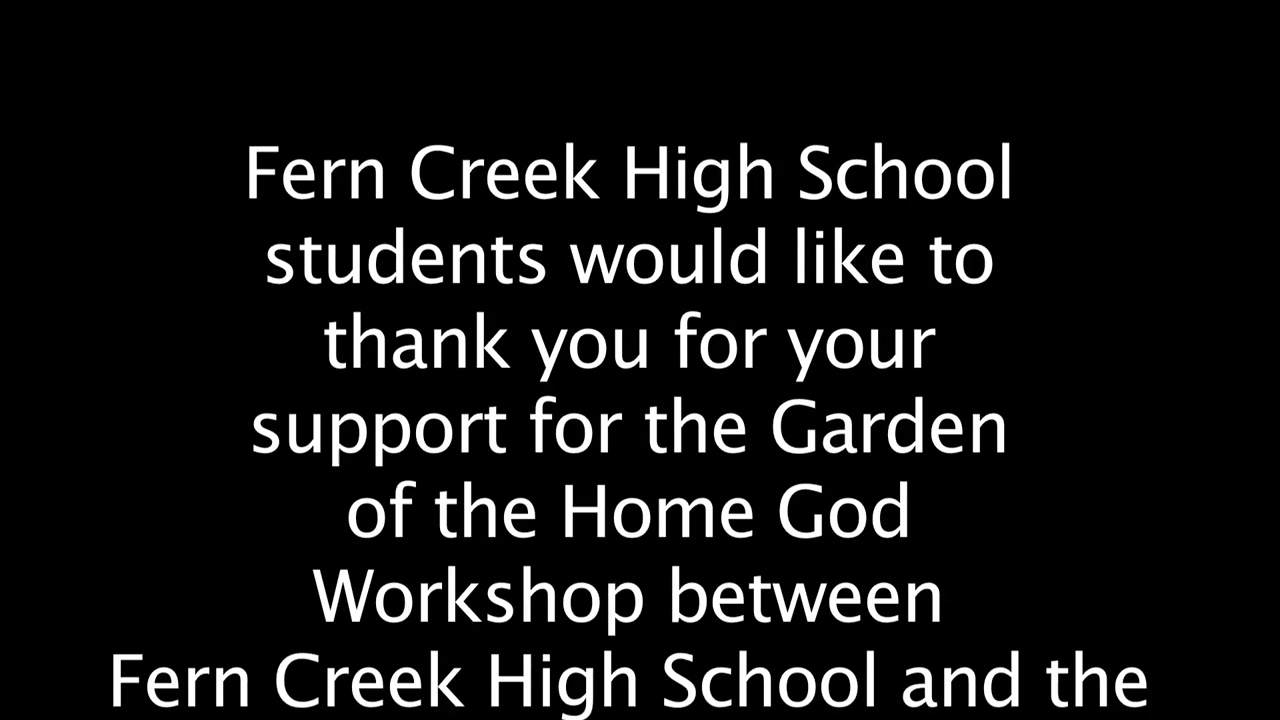 Fern Creek High School
students would like to
thank you for your
support for the Garden
of the Home God
Workshop between
Fern Creek High School and the